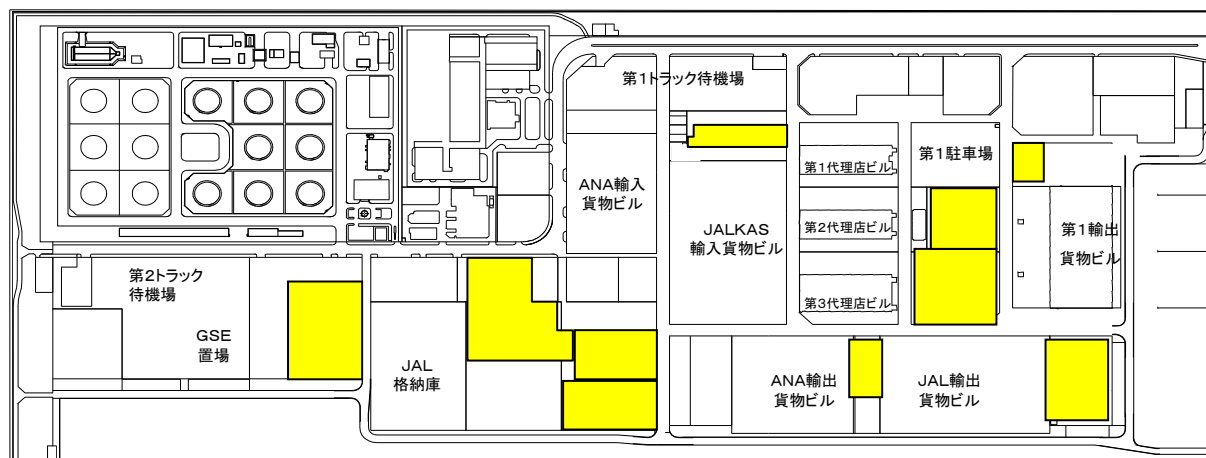 第1トラック待機場
第1代理店ビル
第1駐車場
ANA輸入
貨物ビル
JALKAS
輸入貨物ビル
第2代理店ビル
第1輸出
貨物ビル
第2トラック
待機場
第3代理店ビル
GSE
置場
JAL
格納庫
ANA輸出
貨物ビル
JAL輸出
貨物ビル